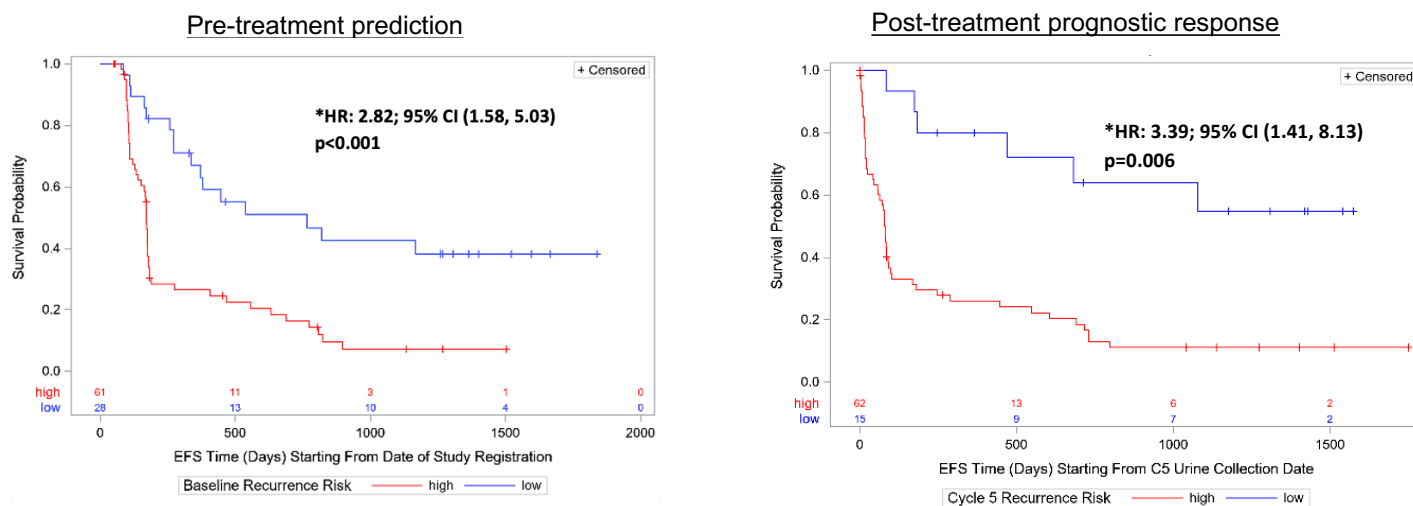 Pre-treatment prediction
1.0
0.8
0.6
0.4
0.2
0.0
Survival Probability
+ Censored
*HR: 2.82; 95% CI (1.58, 5.03)
p<0.001
high 61 11 3 1 0
low 28 13 10 4 0
0 500 1000 1500 2000
EFS Time (Days) Starting From Date of Study Registration
Baseline Recurrence Risk high low
Post-treatment prognostic response
1.0
0.8
0.6
0.4
0.2
0.0
Survival Probability
+ Censored
*HR: 3.39; 95% CI (1.41, 8.13)
p=0.006
high 62 13 6 2
low 15 9 7 2
0 500 1000 1500
EFS Time (Days) Starting From C5 Urine Collection Date
Cycle 5 Recurrence Risk high low